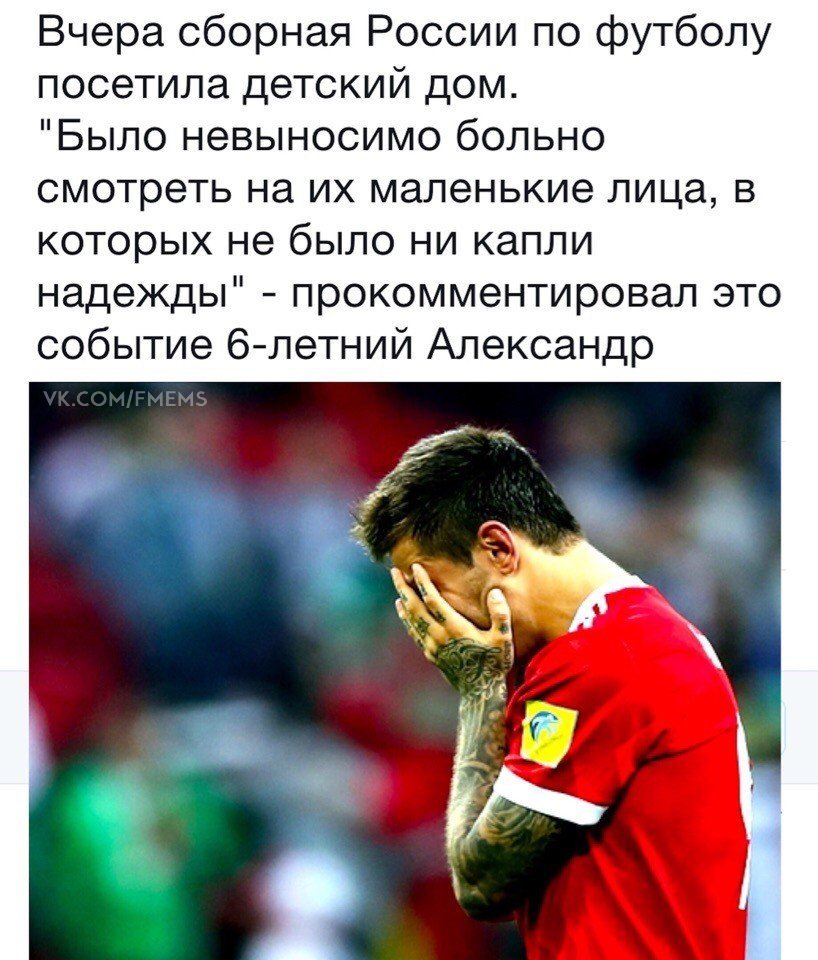 Вчера сборная России по футболу
посетила детский дом.
"Было невыносимо больно
смотреть на их маленькие лица, в
которых не было ни капли
надежды" - прокомментировал это
событие 6-летний Александр
VK.COM/FMEMS